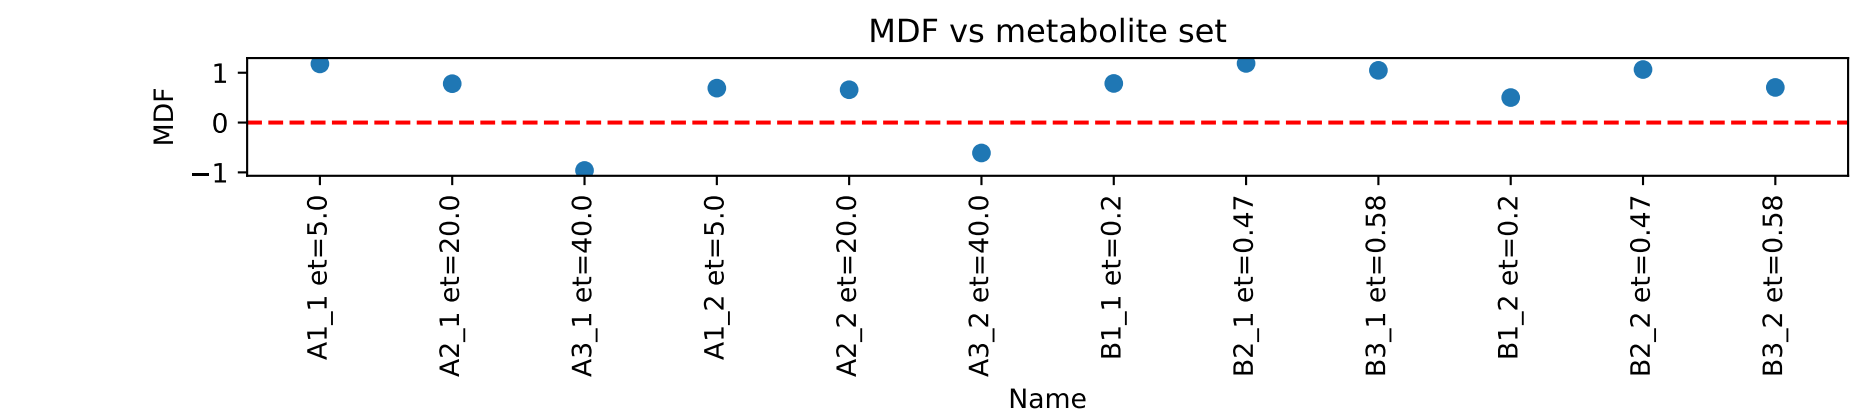 MDF vs metabolite set
MDF
1
0
−1
A1_1 et=5.0
A2_1 et=20.0
A3_1 et=40.0
A1_2 et=5.0
A2_2 et=20.0
A3_2 et=40.0
B1_1 et=0.2
B2_1 et=0.47
B3_1 et=0.58
B1_2 et=0.2
B2_2 et=0.47
B3_2 et=0.58
Name